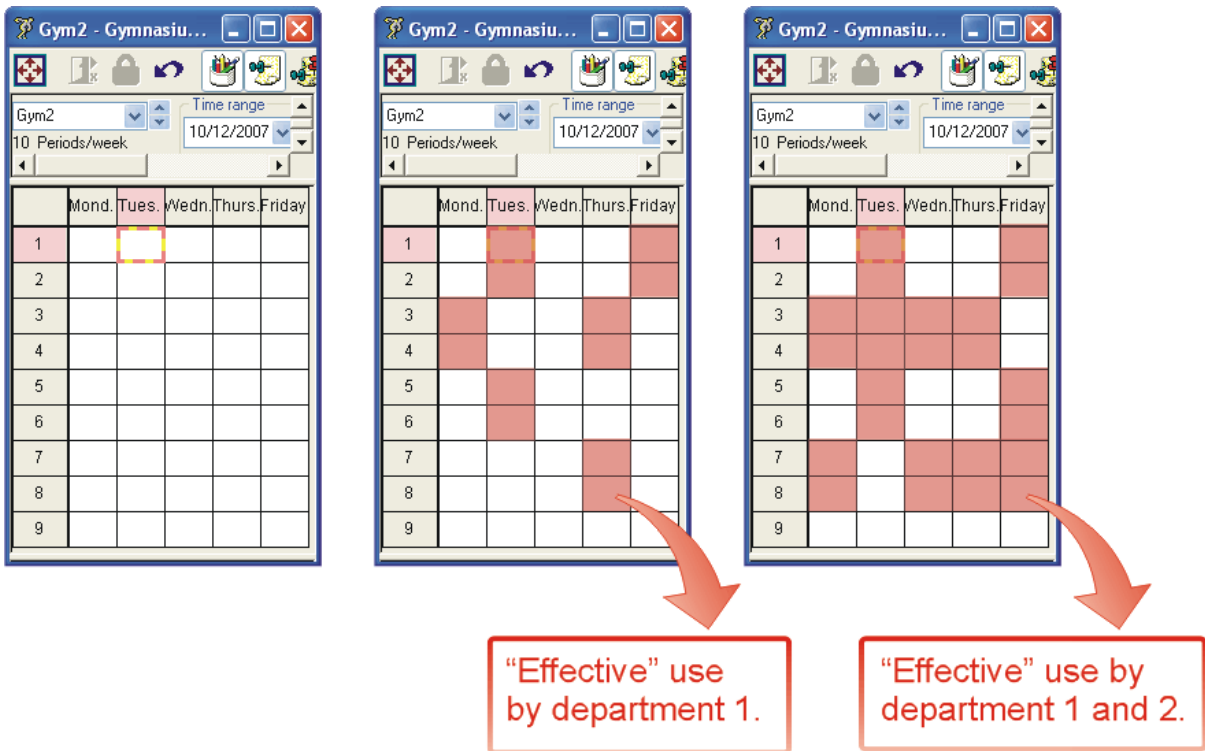 Gym2 - Gymnasiu...
Gym2
Time range
10/12/2007
10 Periods/week
Mond. Tues. Wedn. Thurs. Friday
1
2
3
4
5
6
7
8
9
Gym2 - Gymnasiu...
Gym2
Time range
10/12/2007
10 Periods/week
Mond. Tues. Wedn. Thurs. Friday
1
2
3
4
5
6
7
8
9
Gym2 - Gymnasiu...
Gym2
Time range
10/12/2007
10 Periods/week
Mond. Tues. Wedn. Thurs. Friday
1
2
3
4
5
6
7
8
9
“Effective” use
by department 1.
“Effective” use by
department 1 and 2.